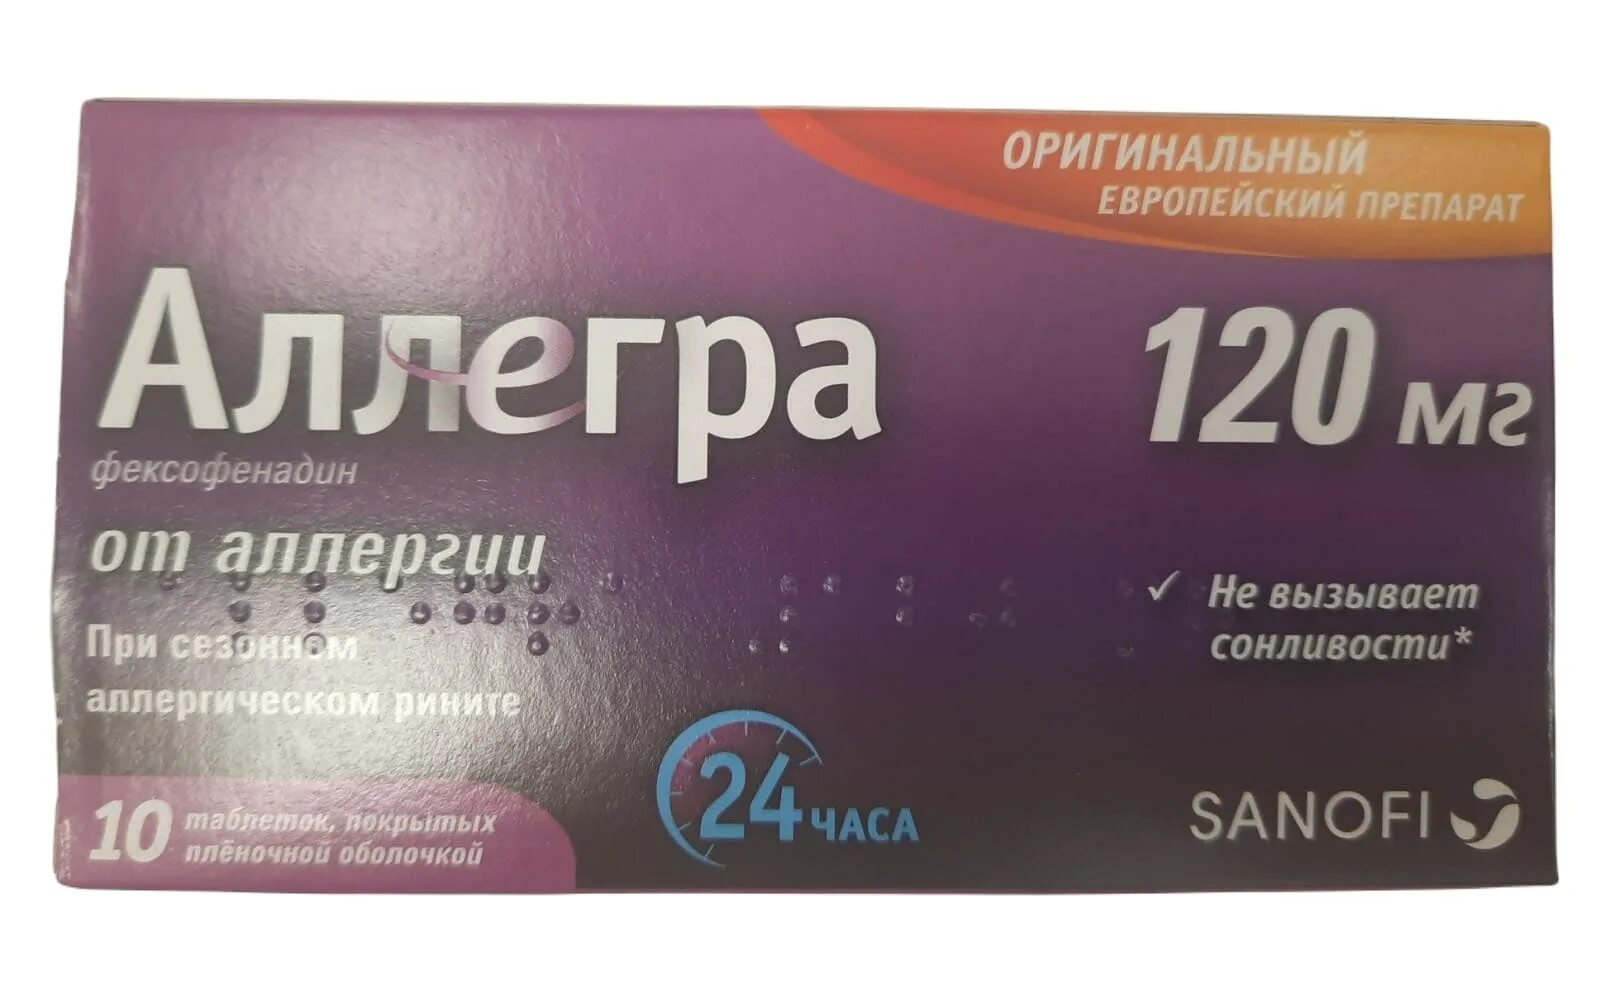 ОРИГИНАЛЬНЫЙ
ЕВРОПЕЙСКИЙ ПРЕПАРАТ
Аллегра
120 мг
фексофенадин
от аллергии
При сезонном
аллергическом рините
✓ Не вызывает
сонливости*
24 ЧАСА
10 таблеток, покрытых
плёночной оболочкой
SANOFI